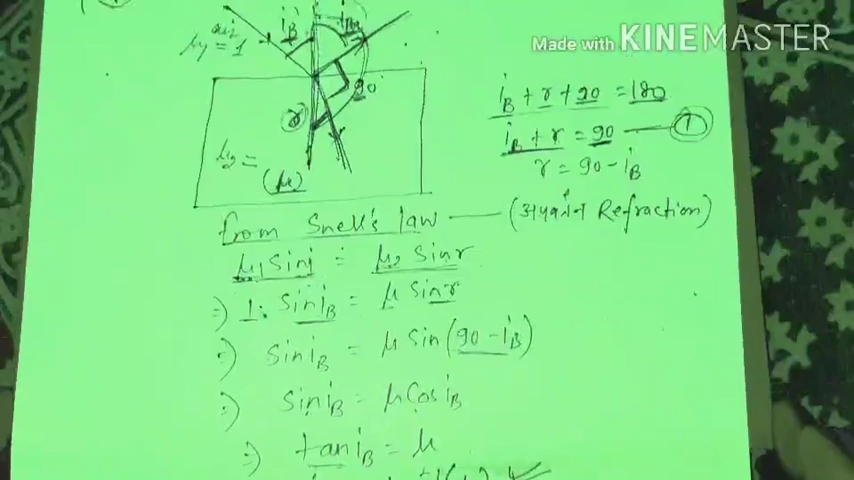 Made with KINEMASTER
air
μ1 = 1
iB
iB
90°
r
μ2 =
(μ)
iB + r + 90 = 180
iB + r = 90 — 1
r = 90 - iB
from Snell's law — (अपवर्तन Refraction)
μ1 sin i = μ2 sin r
⇒ 1. sin iB = μ sin r
⇒ sin iB = μ sin(90 - iB)
⇒ sin iB = μ Cos iB
⇒ tan iB = μ